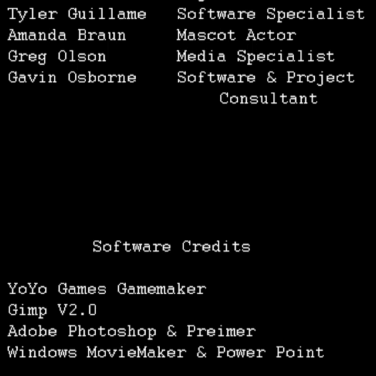 Tyler Guillame Software Specialist
Amanda Braun Mascot Actor
Greg Olson Media Specialist
Gavin Osborne Software & Project
Consultant
Software Credits
YoYo Games Gamemaker
Gimp V2.0
Adobe Photoshop & Preimer
Windows MovieMaker & Power Point